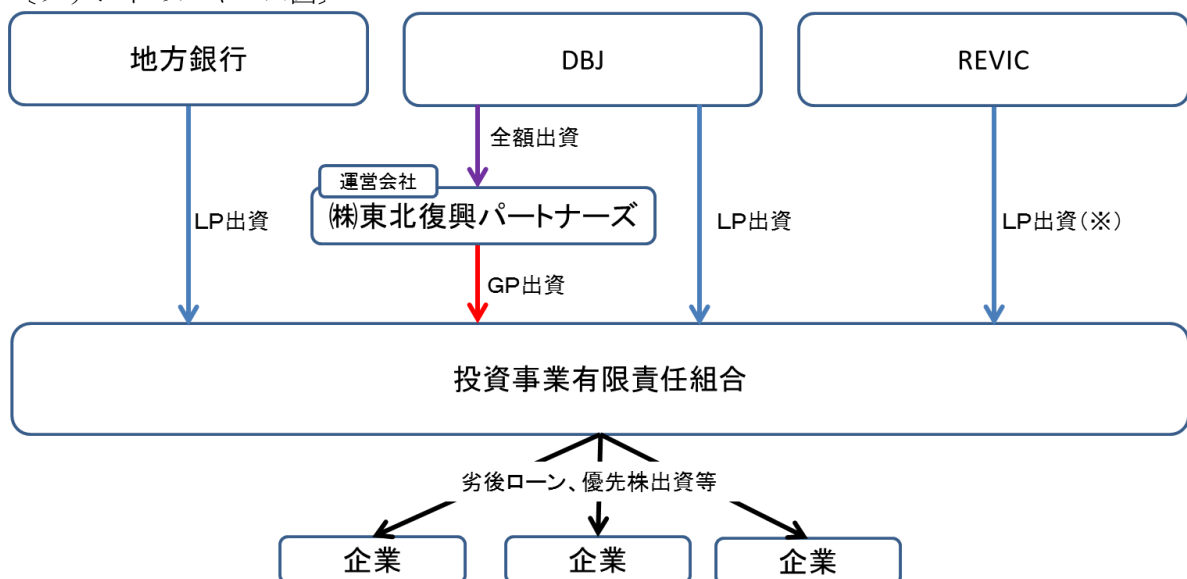 地方銀行
DBJ
REVIC
全額出資
運営会社
㈱東北復興パートナーズ
LP出資
LP出資
LP出資(※)
GP出資
投資事業有限責任組合
劣後ローン、優先株出資等
企業
企業
企業